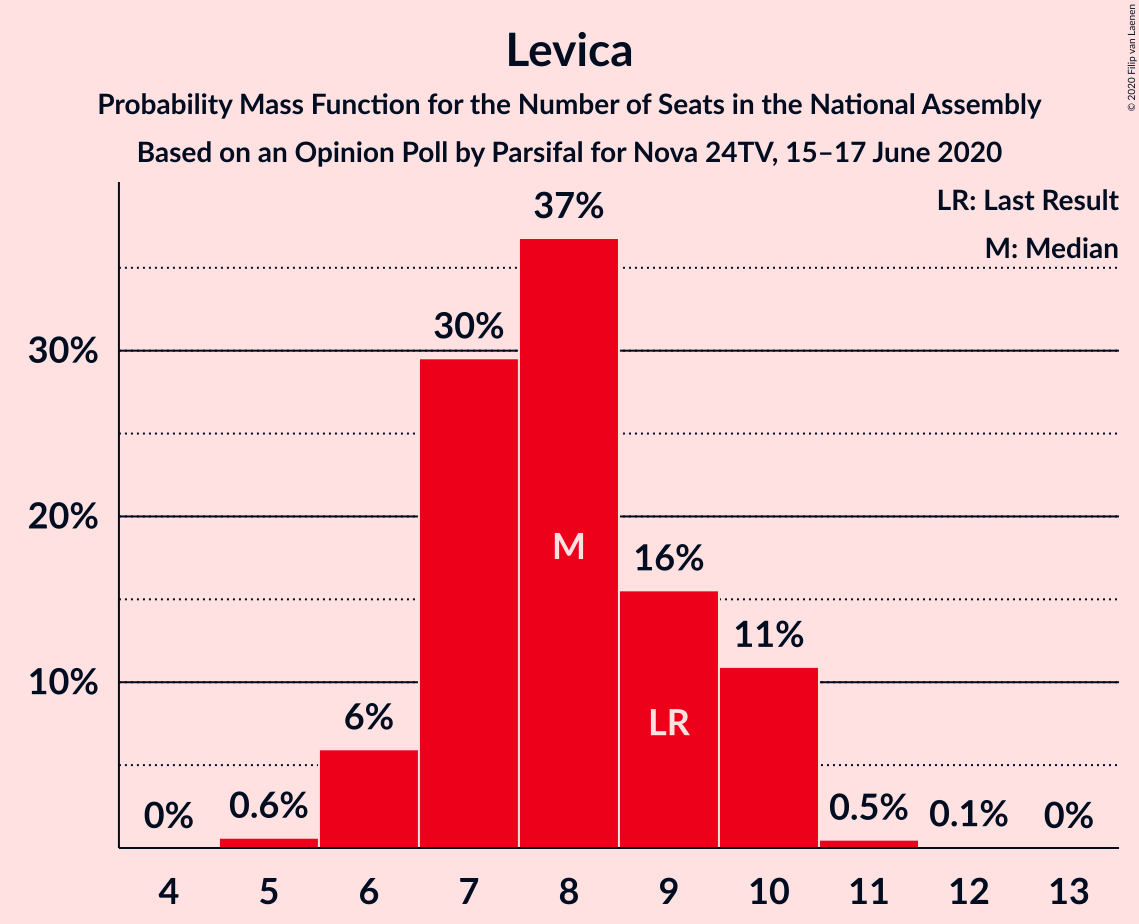 Levica
Probability Mass Function for the Number of Seats in the National Assembly
Based on an Opinion Poll by Parsifal for Nova 24TV, 15–17 June 2020
© 2020 Filip van Laenen
LR: Last Result
M: Median
37%
30%
30%
20%
M
16%
11%
10%
LR
6%
0%
0.6%
0.5%
0.1%
0%
4 5 6 7 8 9 10 11 12 13